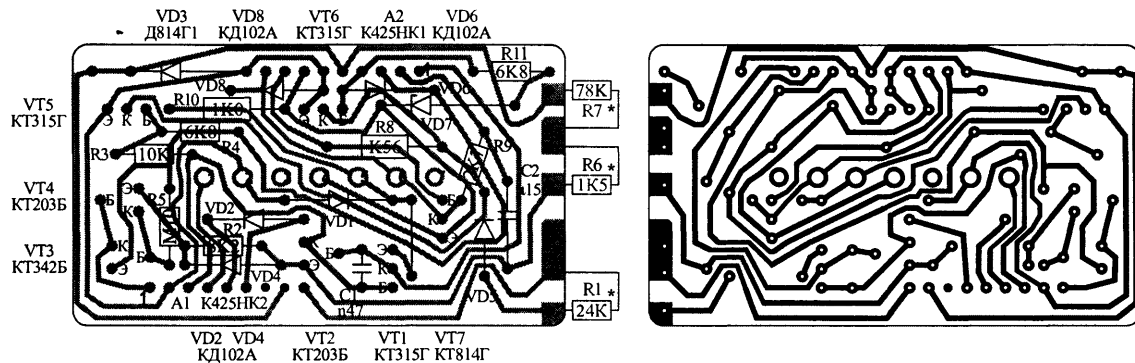 VD3 VD8 VT6 A2 VD6
Д814Г1 КД102А КТ315Г К425НК1 КД102А
R11
6K8
VD8
VD6
78K
R7*
VT5
КТ315Г
R10
1K0
Э К Б
Э К Б
VD7
R8
K56
6K8
R3
10K
R4
R9
C2
R6*
1K5
VT4
КТ203Б
Э
Б
К
R5
VD2
VD1
R2
Б
К
Э
VT3
КТ342Б
К
Б
Э
VD4
Э
Б
Э
К
Б
C1
n47
VD5
R1*
24K
1
A1 К425НК2
VD2 VD4 VT2 VT1 VT7
КД102А КТ203Б КТ315Г КТ814Г